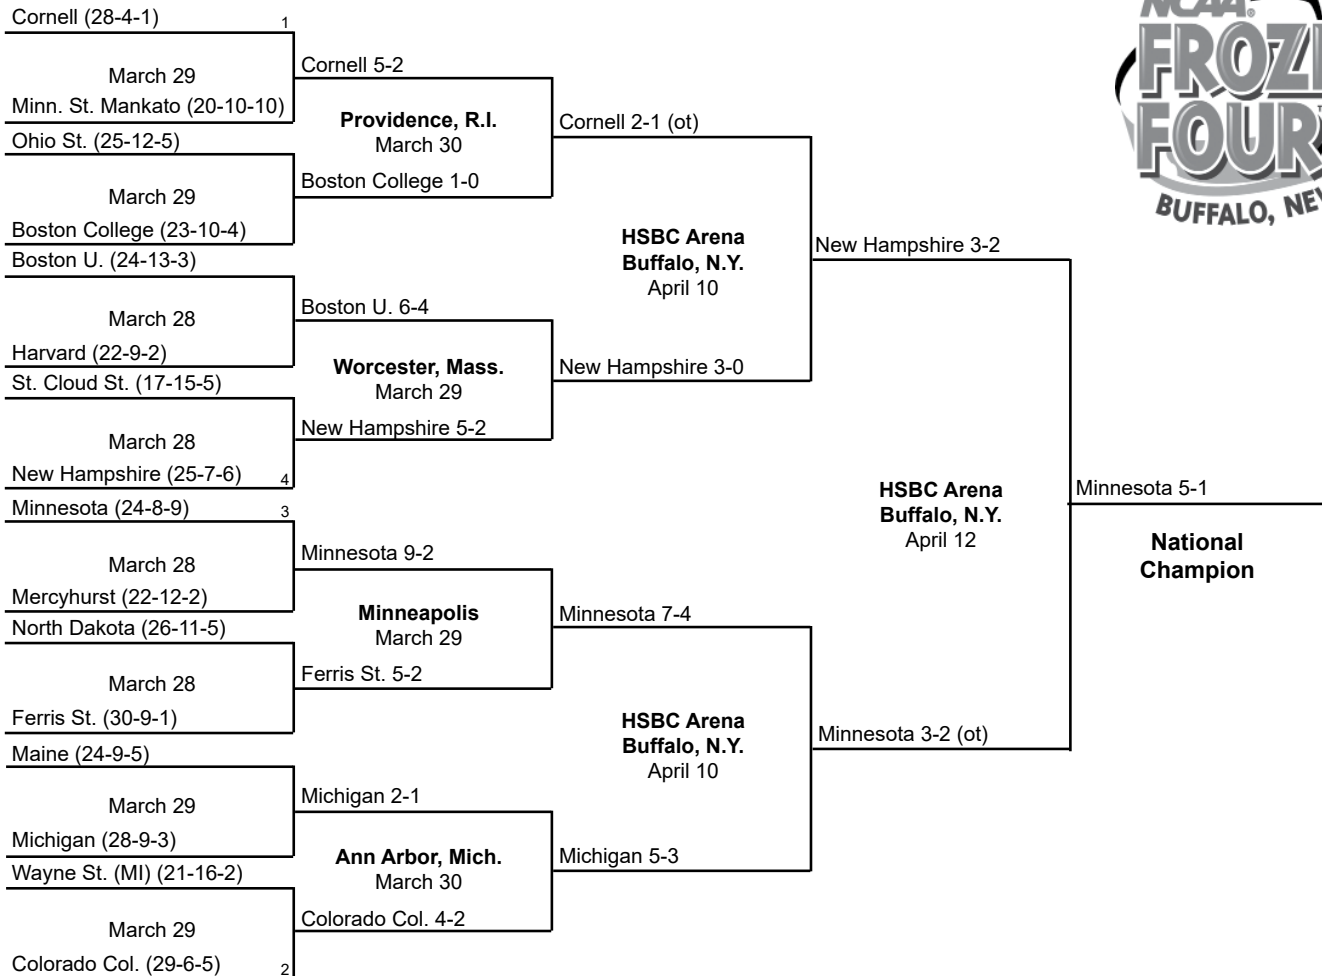 Cornell (28-4-1) 1
March 29
Minn. St. Mankato (20-10-10)
Ohio St. (25-12-5)
March 29
Boston College (23-10-4)
Boston U. (24-13-3)
March 28
Harvard (22-9-2)
St. Cloud St. (17-15-5)
March 28
New Hampshire (25-7-6) 4
Minnesota (24-8-9) 3
March 28
Mercyhurst (22-12-2)
North Dakota (26-11-5)
March 28
Ferris St. (30-9-1)
Maine (24-9-5)
March 29
Michigan (28-9-3)
Wayne St. (MI) (21-16-2)
March 29
Colorado Col. (29-6-5) 2
Cornell 5-2
Providence, R.I.
March 30
Boston College 1-0
Boston U. 6-4
Worcester, Mass.
March 29
New Hampshire 5-2
Minnesota 9-2
Minneapolis
March 29
Ferris St. 5-2
Michigan 2-1
Ann Arbor, Mich.
March 30
Colorado Col. 4-2
Cornell 2-1 (ot)
HSBC Arena
Buffalo, N.Y.
April 10
New Hampshire 3-0
Minnesota 7-4
HSBC Arena
Buffalo, N.Y.
April 10
Michigan 5-3
New Hampshire 3-2
HSBC Arena
Buffalo, N.Y.
April 12
Minnesota 3-2 (ot)
Minnesota 5-1
National
Champion
NCAA®
FROZ
FOUR
BUFFALO, NE